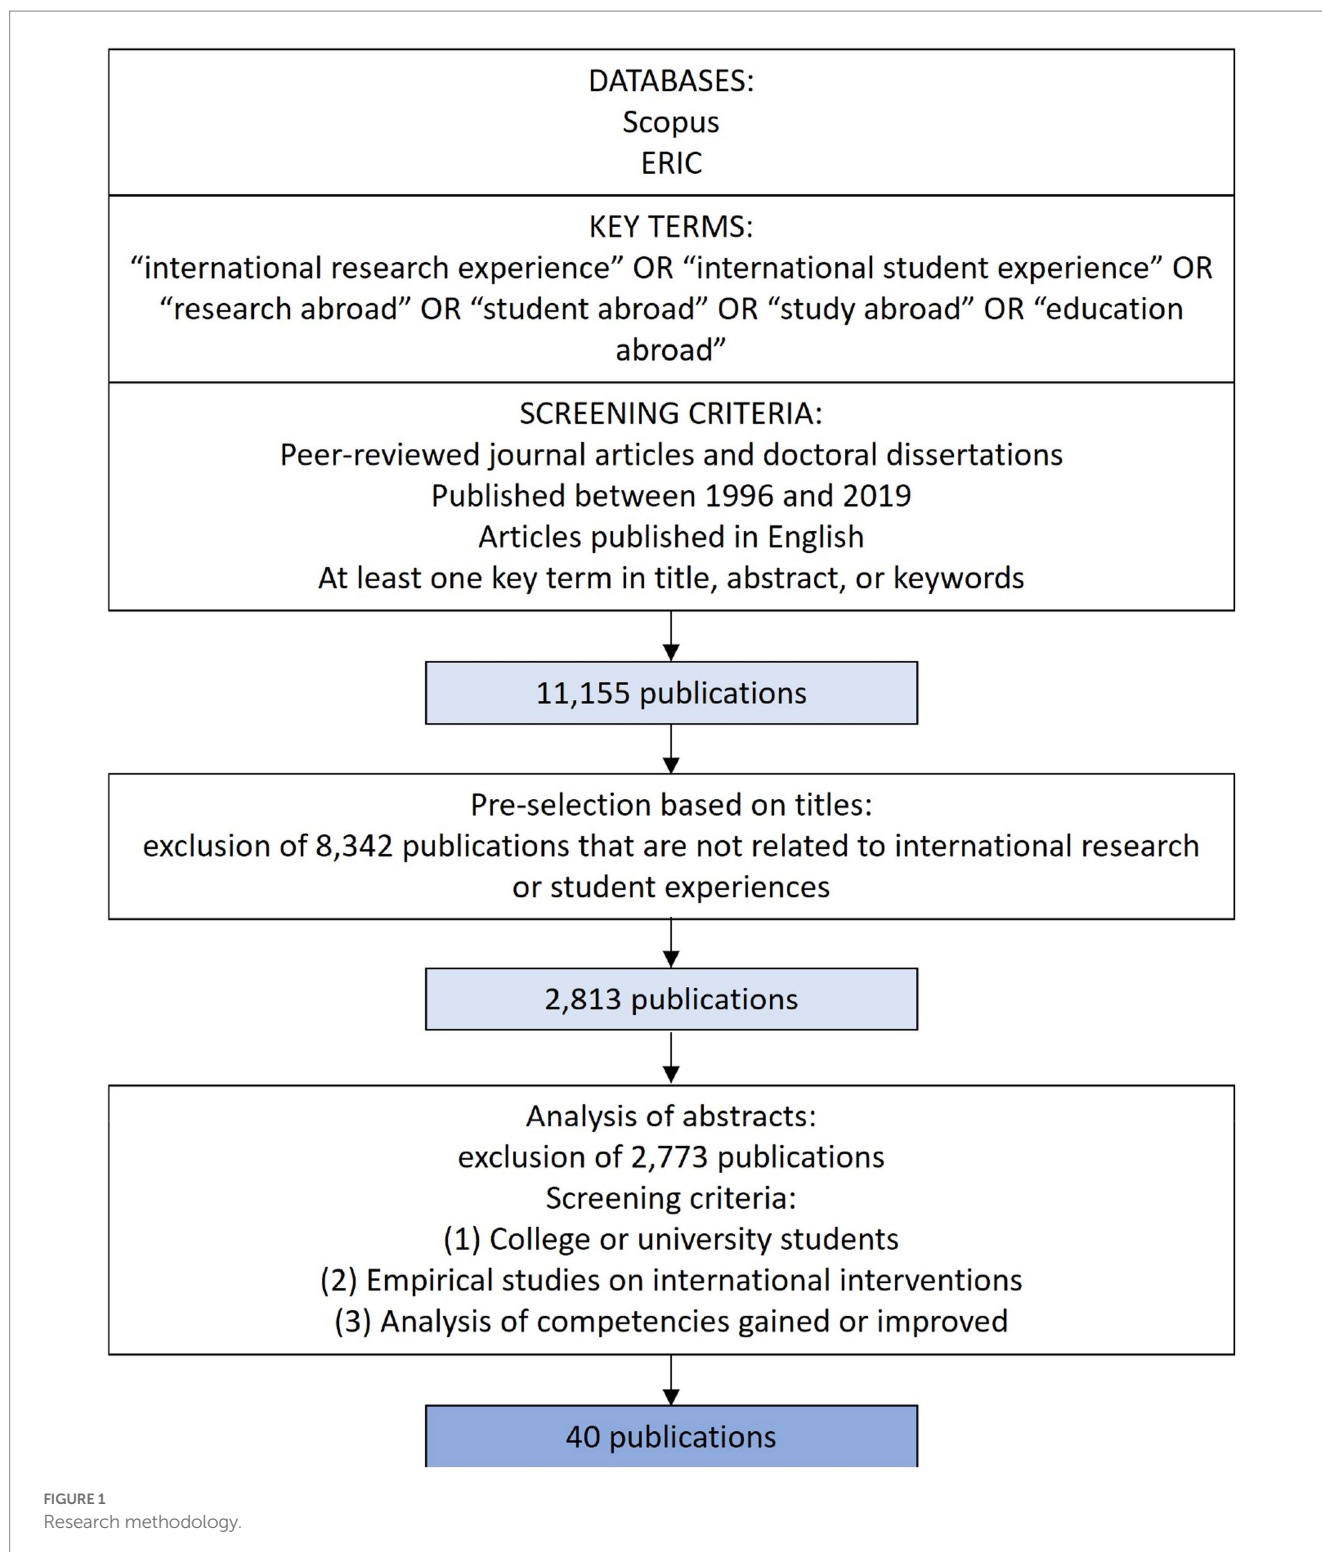 DATABASES:
Scopus
ERIC
KEY TERMS:
“international research experience” OR “international student experience” OR
“research abroad” OR “student abroad” OR “study abroad” OR “education
abroad”
SCREENING CRITERIA:
Peer-reviewed journal articles and doctoral dissertations
Published between 1996 and 2019
Articles published in English
At least one key term in title, abstract, or keywords
11,155 publications
Pre-selection based on titles:
exclusion of 8,342 publications that are not related to international research
or student experiences
2,813 publications
Analysis of abstracts:
exclusion of 2,773 publications
Screening criteria:
(1) College or university students
(2) Empirical studies on international interventions
(3) Analysis of competencies gained or improved
40 publications
FIGURE 1
Research methodology.